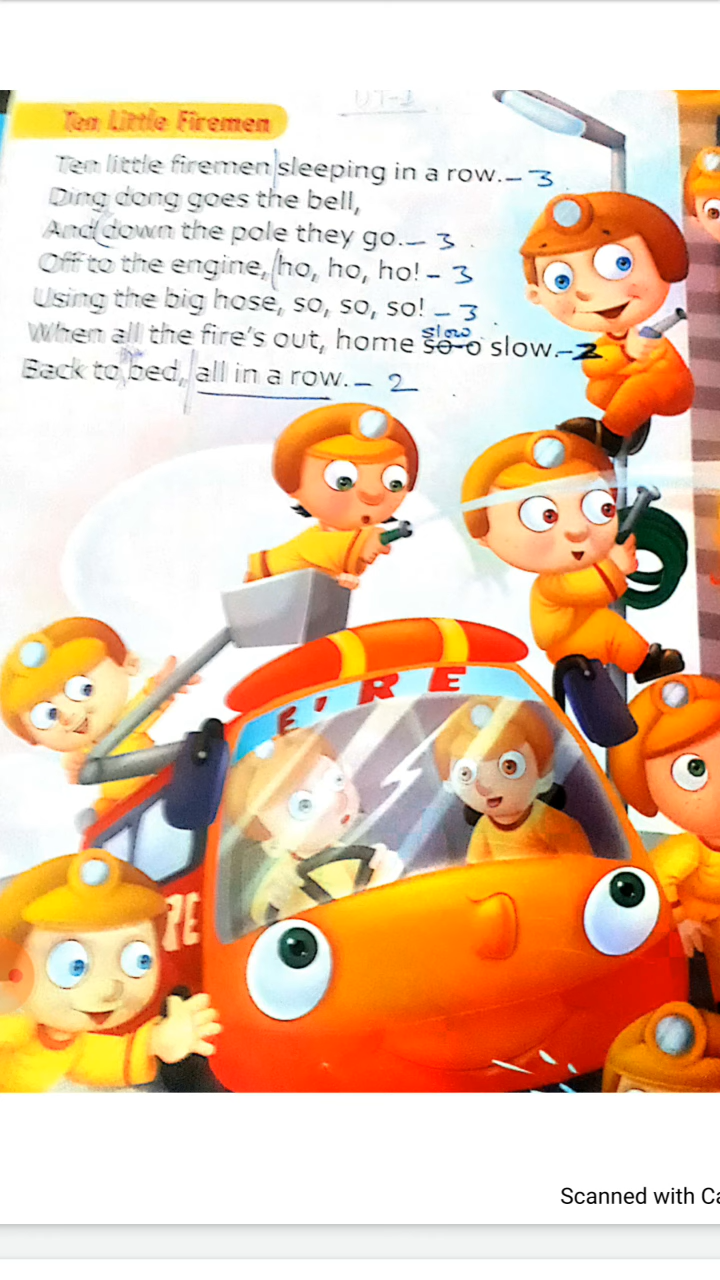 UT-1
Ten Little Firemen
Ten little firemen sleeping in a row. - 3
Ding dong goes the bell,
And down the pole they go. - 3
Off to the engine, ho, ho, ho! - 3
Using the big hose, so, so, so! - 3
slow
When all the fire's out, home so-o slow. - 2
Back to bed, all in a row. - 2
FIRE
RE
Scanned with Ca